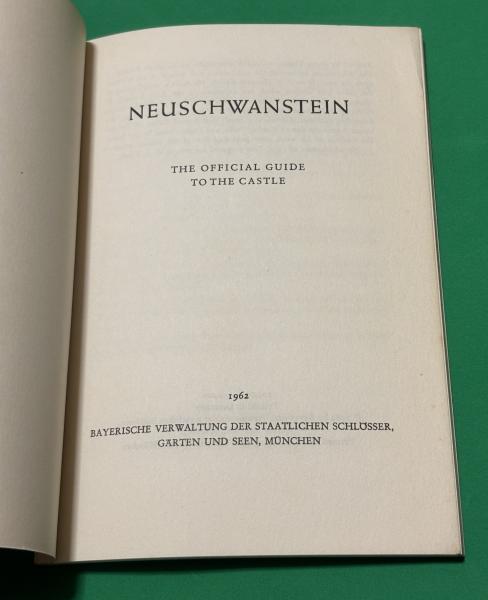 NEUSCHWANSTEIN
THE OFFICIAL GUIDE
TO THE CASTLE
1962
BAYERISCHE VERWALTUNG DER STAATLICHEN SCHLÖSSER,
GÄRTEN UND SEEN, MÜNCHEN